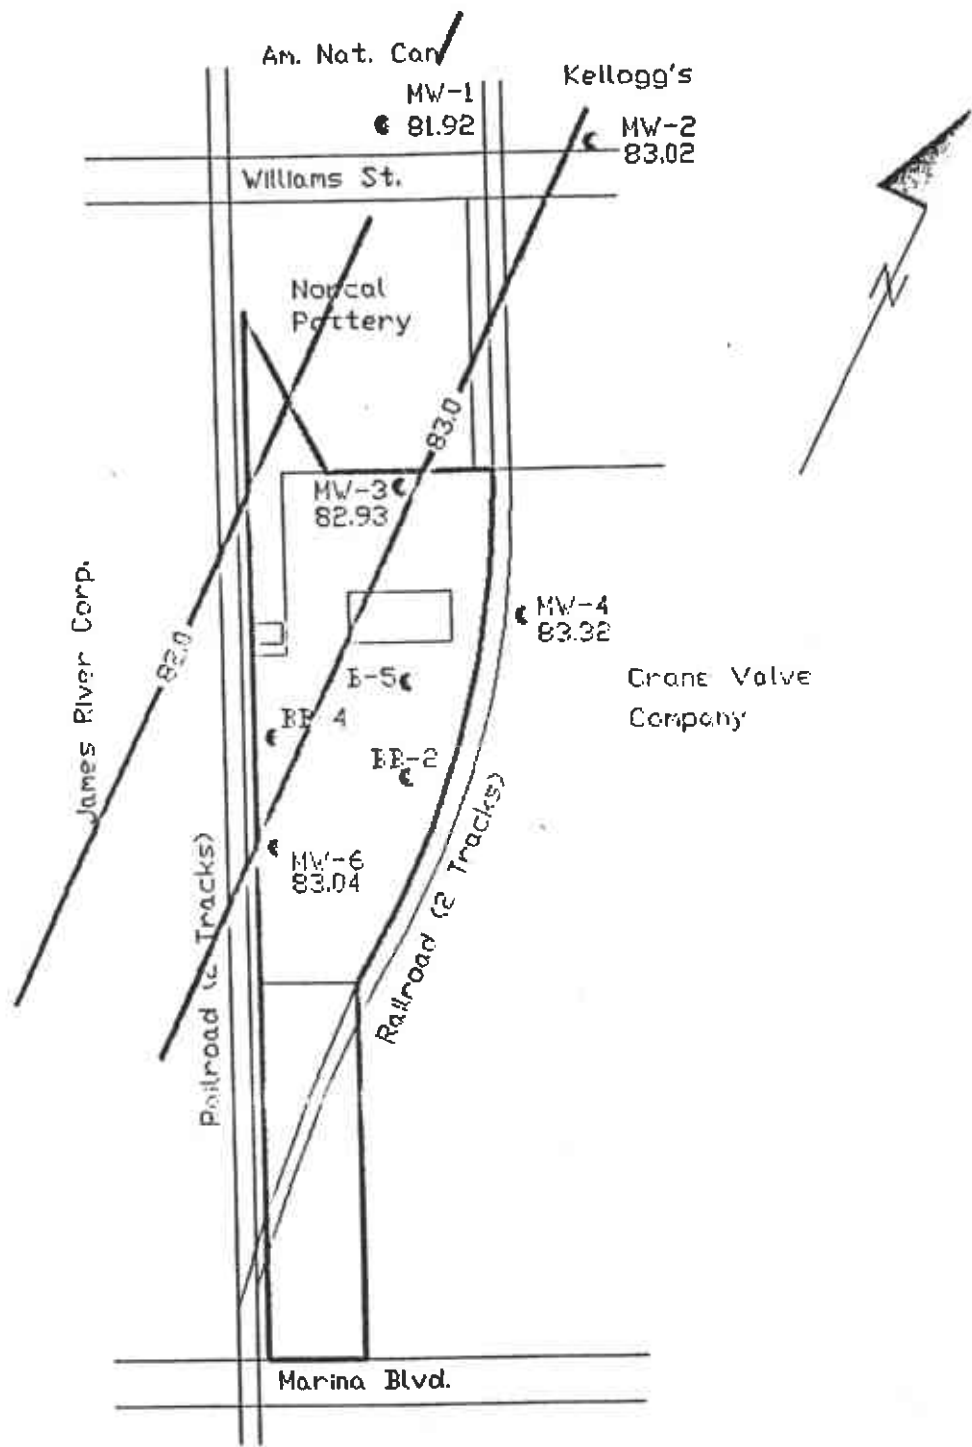 Am. Nat. Can
Kellogg's
MW-1
81.92
MW-2
83.02
Williams St.
N
Norcal
Pottery
83.0
MW-3
82.93
James River Corp.
82.0
MW-4
83.32
B-5
Crane Valve
Company
BB-4
BB-2
MW-6
83.04
Railroad (2 Tracks)
Railroad (2 Tracks)
Marina Blvd.